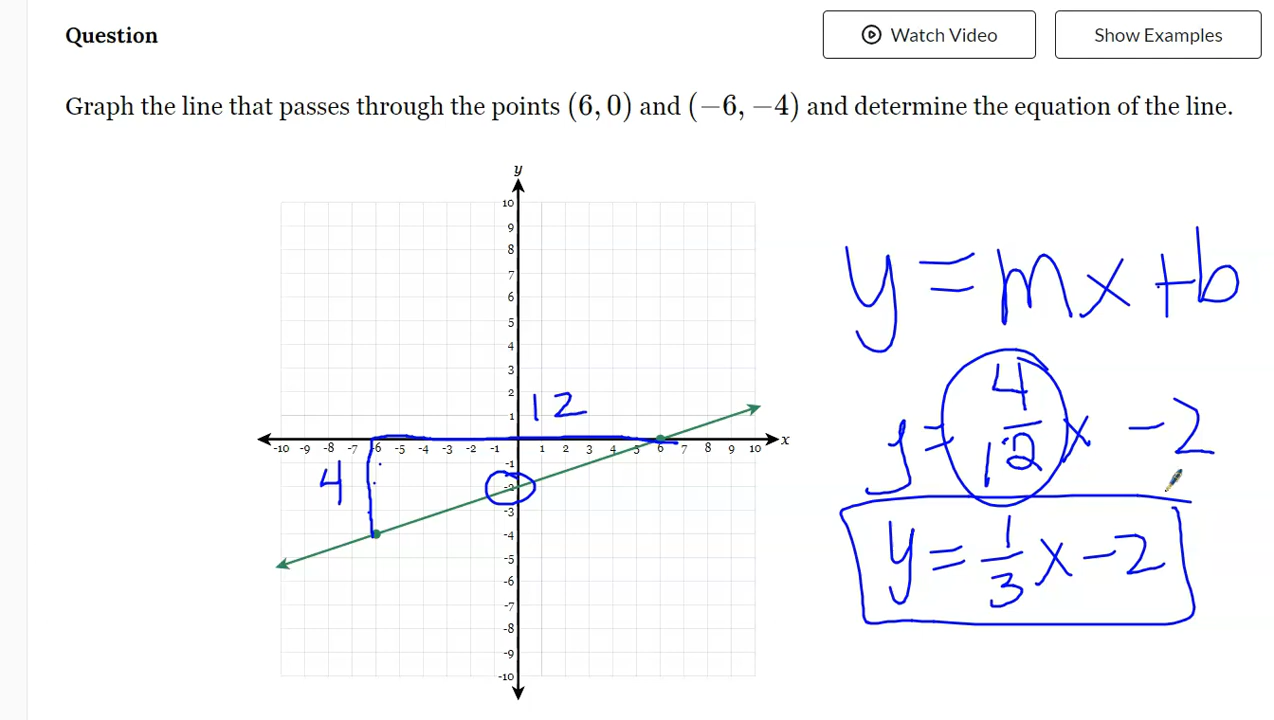 Question
Watch Video
Show Examples
Graph the line that passes through the points (6, 0) and (−6, −4) and determine the equation of the line.
y
10
9
8
7
6
5
4
3
2
1
12
-10 -9 -8 -7 -6 -5 -4 -3 -2 -1 1 2 3 4 5 6 7 8 9 10 x
4
-1
-2
-3
-4
-5
-6
-7
-8
-9
-10
y = mx + b
y = 4/12 x − 2
y = 1/3 x − 2